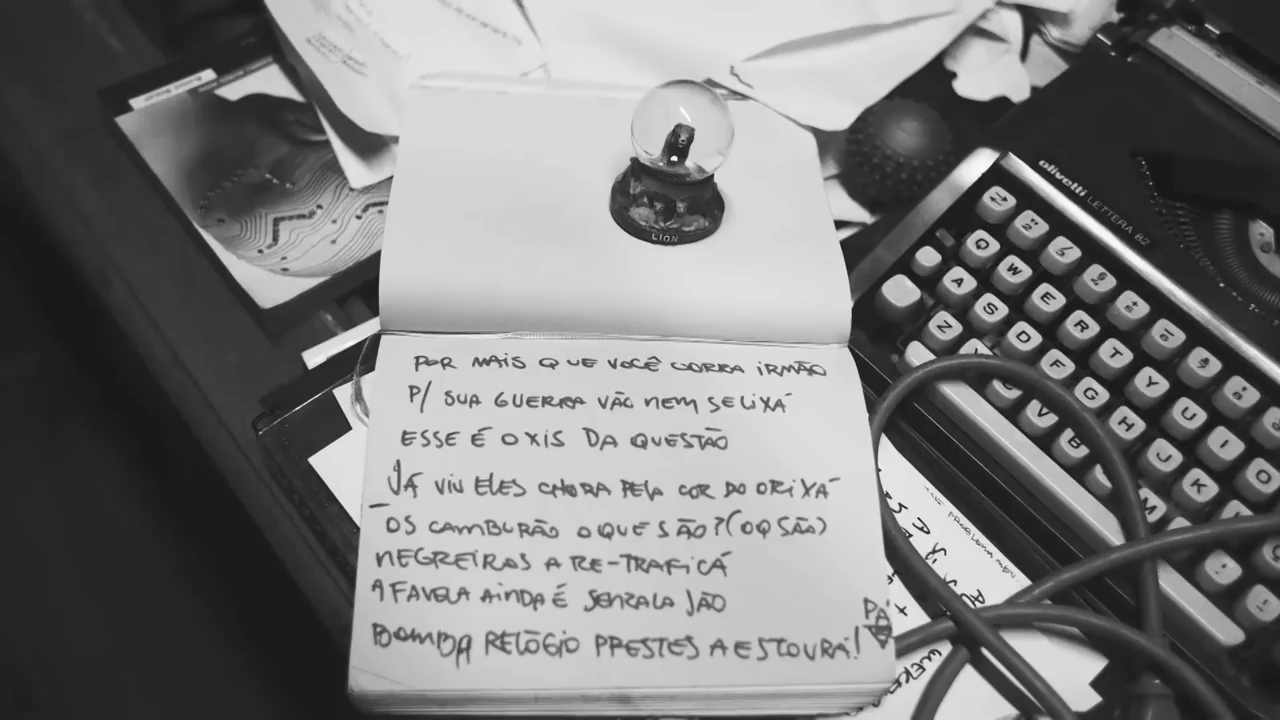 LION
POR MAIS QUE VOCÊ CORRA IRMÃO
P/ SUA GUERRA VÃO NEM SE LIXÁ
ESSE É O XIS DA QUESTÃO
JÁ VIU ELES CHORA PELA COR DO ORIXÁ
OS CAMBURÃO O QUE SÃO? (O Q SÃO)
NEGREIROS A RE-TRAFICÁ
A FAVELA AINDA É SENZALA JÃO
BOMBA RELÓGIO PRESTES A ESTOURÁ!
PÁ
olivetti LETTERA 82
Q W E R T Y U I O
A S D F G J K
Z V B M